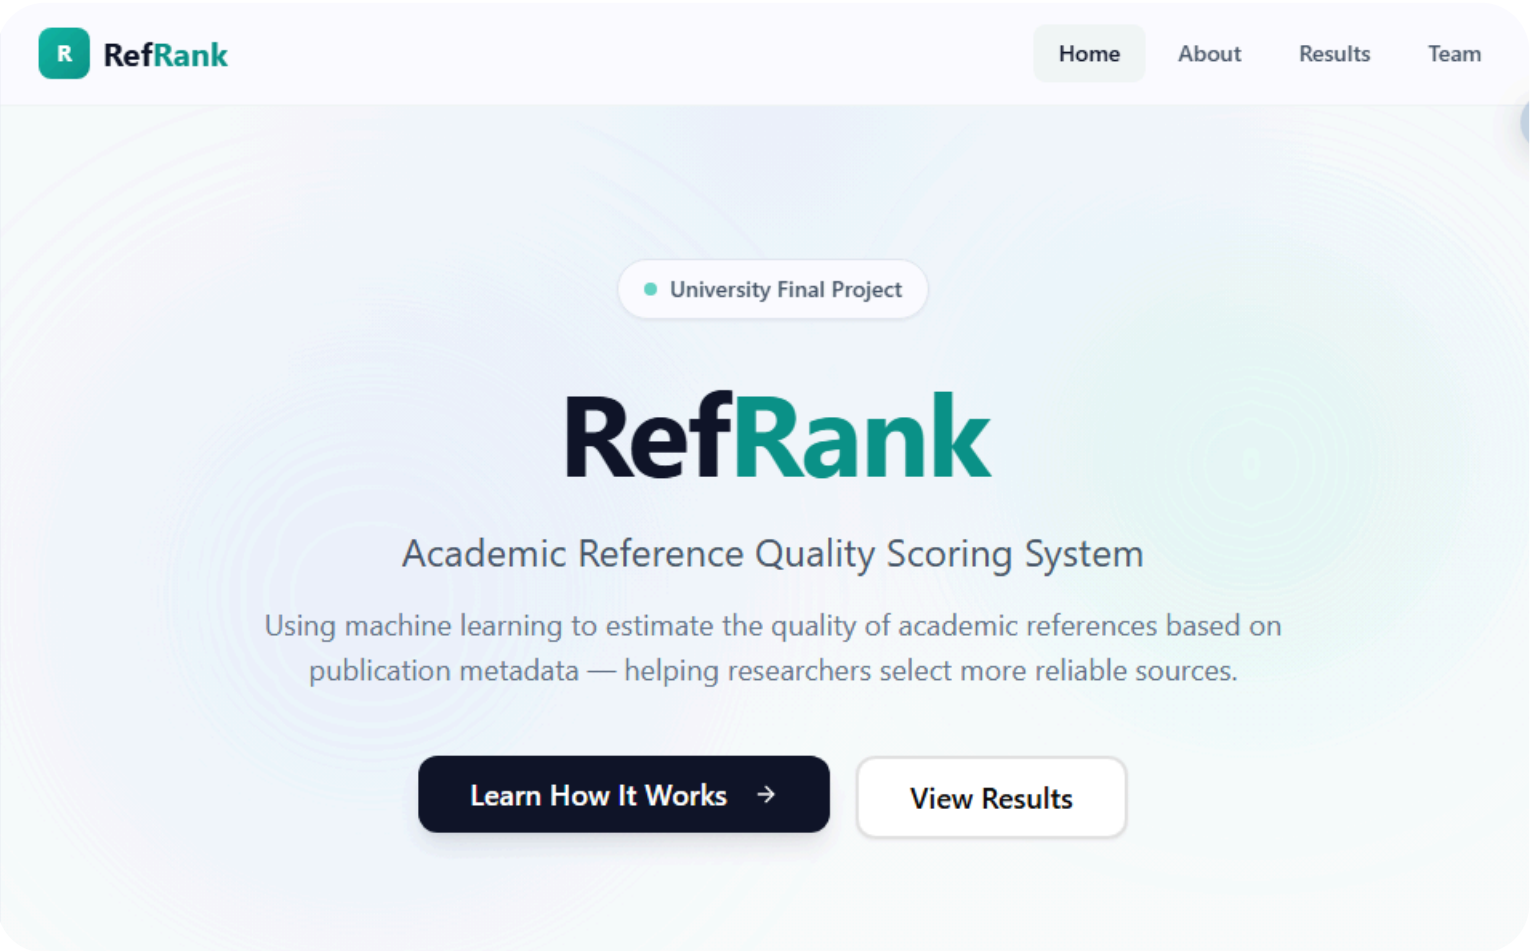 R RefRank
Home About Results Team
University Final Project
RefRank
Academic Reference Quality Scoring System
Using machine learning to estimate the quality of academic references based on
publication metadata — helping researchers select more reliable sources.
Learn How It Works →
View Results